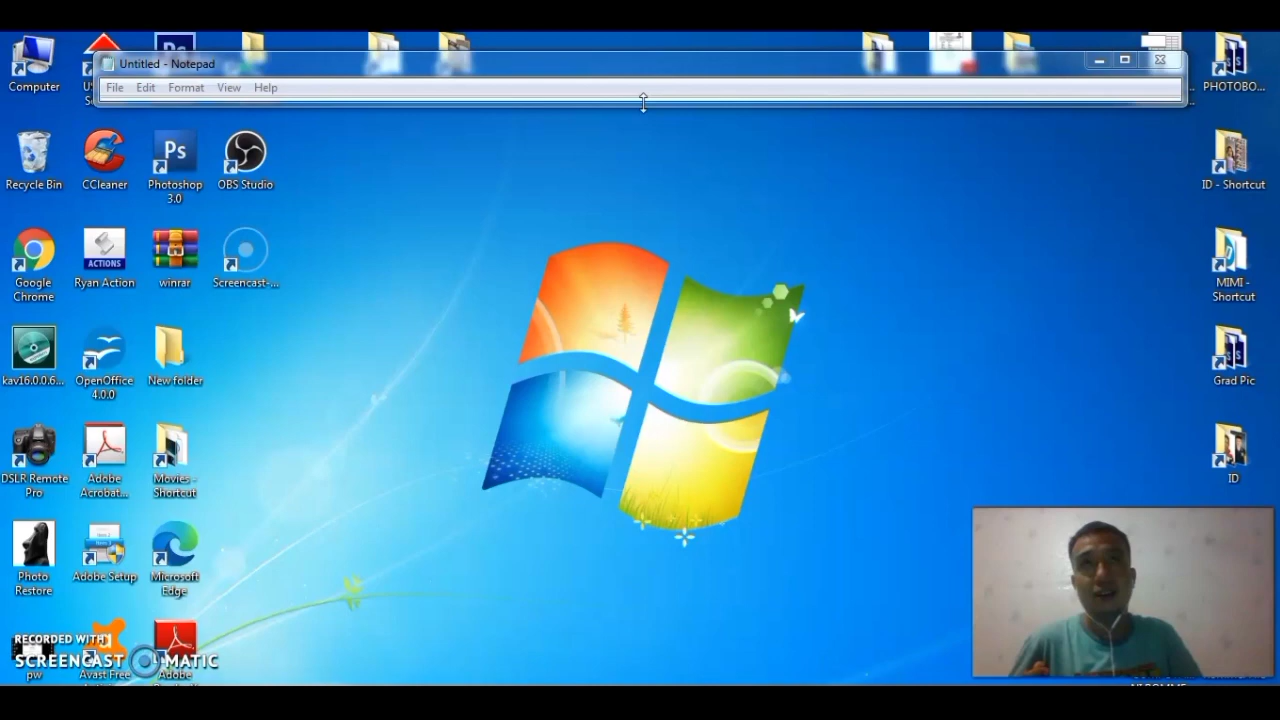 Untitled - Notepad
File Edit Format View Help
Computer
PHOTOBO...
Recycle Bin
CCleaner
Ps
Photoshop
3.0
OBS Studio
ID - Shortcut
Google
Chrome
ACTIONS
Ryan Action
winrar
Screencast-...
MIMI -
Shortcut
kav16.0.0.6...
OpenOffice
4.0.0
New folder
Grad Pic
DSLR Remote
Pro
Adobe
Acrobat...
Movies -
Shortcut
ID
Photo
Restore
Adobe Setup
Microsoft
Edge
RECORDED WITH
SCREENCAST MATIC
pw
Avast Free
Adobe